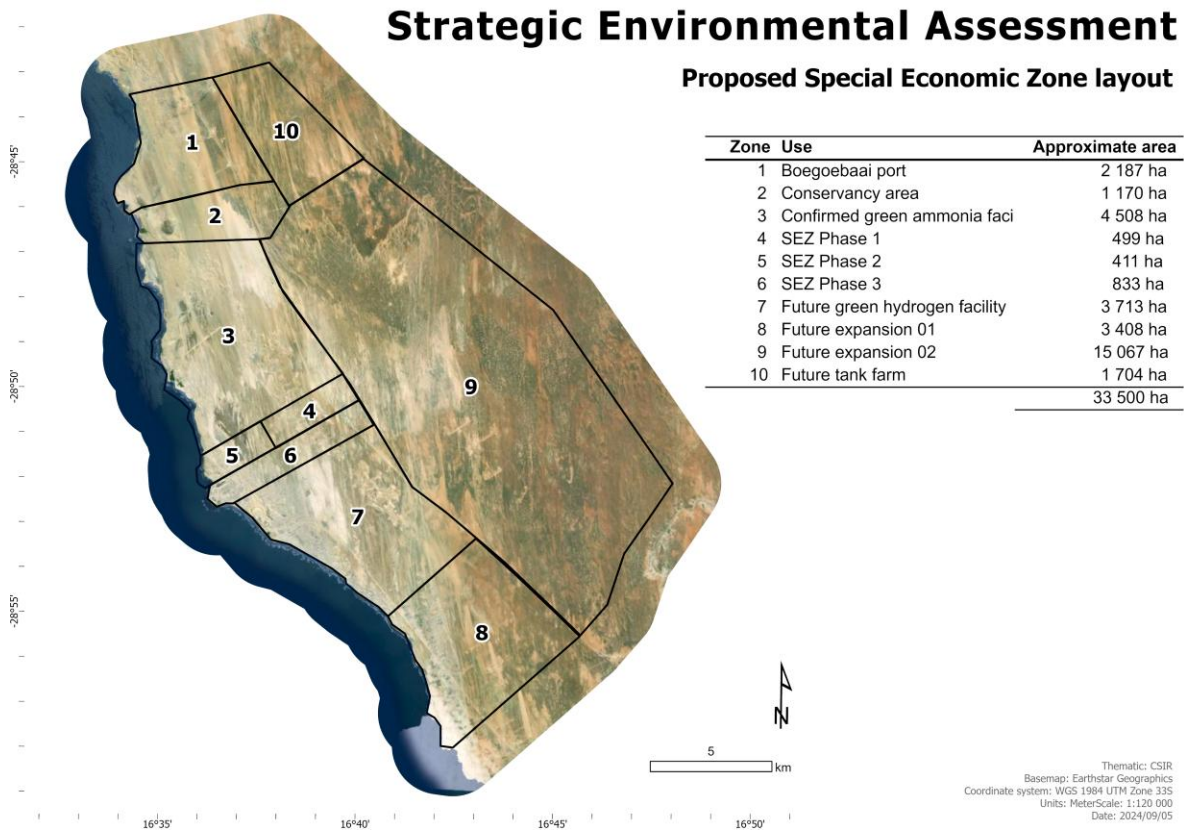 Strategic Environmental Assessment
Proposed Special Economic Zone layout
Zone Use Approximate area
1 Boegoebaai port 2 187 ha
2 Conservancy area 1 170 ha
3 Confirmed green ammonia faci 4 508 ha
4 SEZ Phase 1 499 ha
5 SEZ Phase 2 411 ha
6 SEZ Phase 3 833 ha
7 Future green hydrogen facility 3 713 ha
8 Future expansion 01 3 408 ha
9 Future expansion 02 15 067 ha
10 Future tank farm 1 704 ha
33 500 ha
1
10
2
3
9
4
5
6
7
8
-28°45'
-28°50'
-28°55'
16°35'
16°40'
16°45'
16°50'
N
5
km
Thematic: CSIR
Basemap: Earthstar Geographics
Coordinate system: WGS 1984 UTM Zone 33S
Units: MeterScale: 1:120 000
Date: 2024/09/05